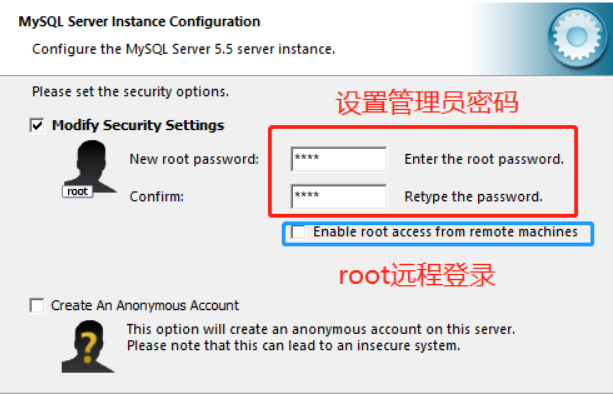 MySQL Server Instance Configuration
Configure the MySQL Server 5.5 server instance.
Please set the security options.
设置管理员密码
Modify Security Settings
New root password: **** Enter the root password.
root
Confirm: **** Retype the password.
Enable root access from remote machines
root远程登录
Create An Anonymous Account
This option will create an anonymous account on this server.
Please note that this can lead to an insecure system.